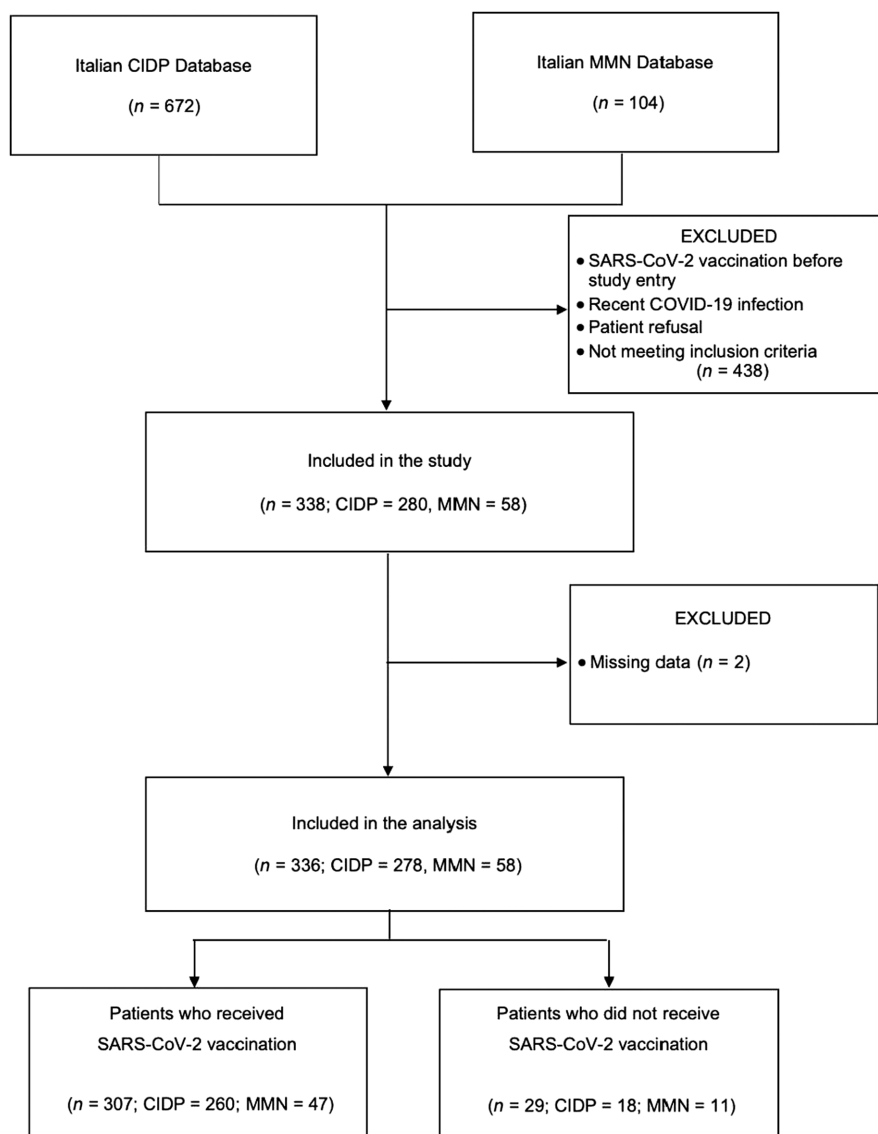 Italian CIDP Database
(n = 672)
Italian MMN Database
(n = 104)
EXCLUDED
• SARS-CoV-2 vaccination before
study entry
• Recent COVID-19 infection
• Patient refusal
• Not meeting inclusion criteria
(n = 438)
Included in the study
(n = 338; CIDP = 280, MMN = 58)
EXCLUDED
• Missing data (n = 2)
Included in the analysis
(n = 336; CIDP = 278, MMN = 58)
Patients who received
SARS-CoV-2 vaccination
(n = 307; CIDP = 260; MMN = 47)
Patients who did not receive
SARS-CoV-2 vaccination
(n = 29; CIDP = 18; MMN = 11)